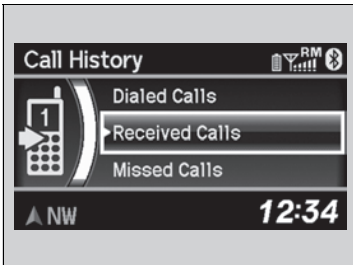 Call History
RM
1
Dialed Calls
Received Calls
Missed Calls
NW
12:34